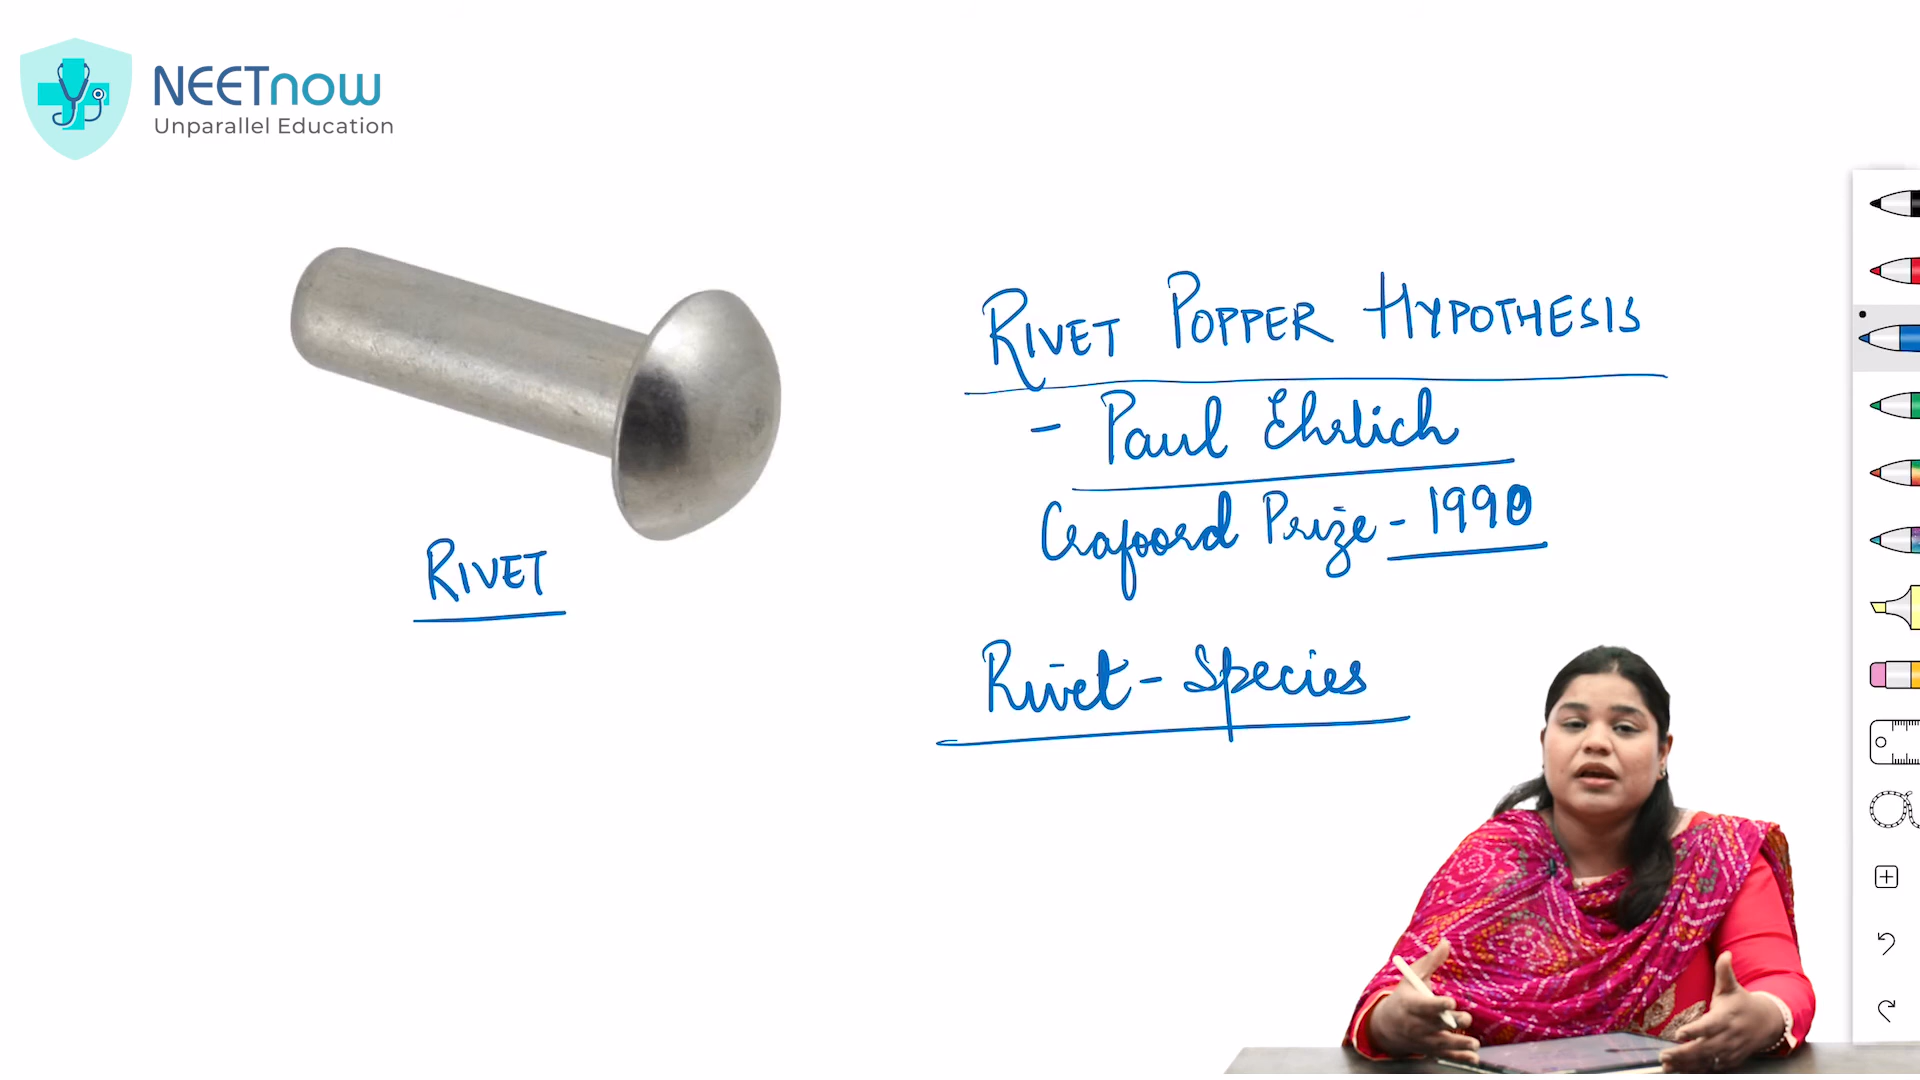 NEETnow
Unparallel Education
RIVET POPPER HYPOTHESIS
- Paul Ehrlich
Crafoord Prize - 1990
RIVET
Rivet - Species